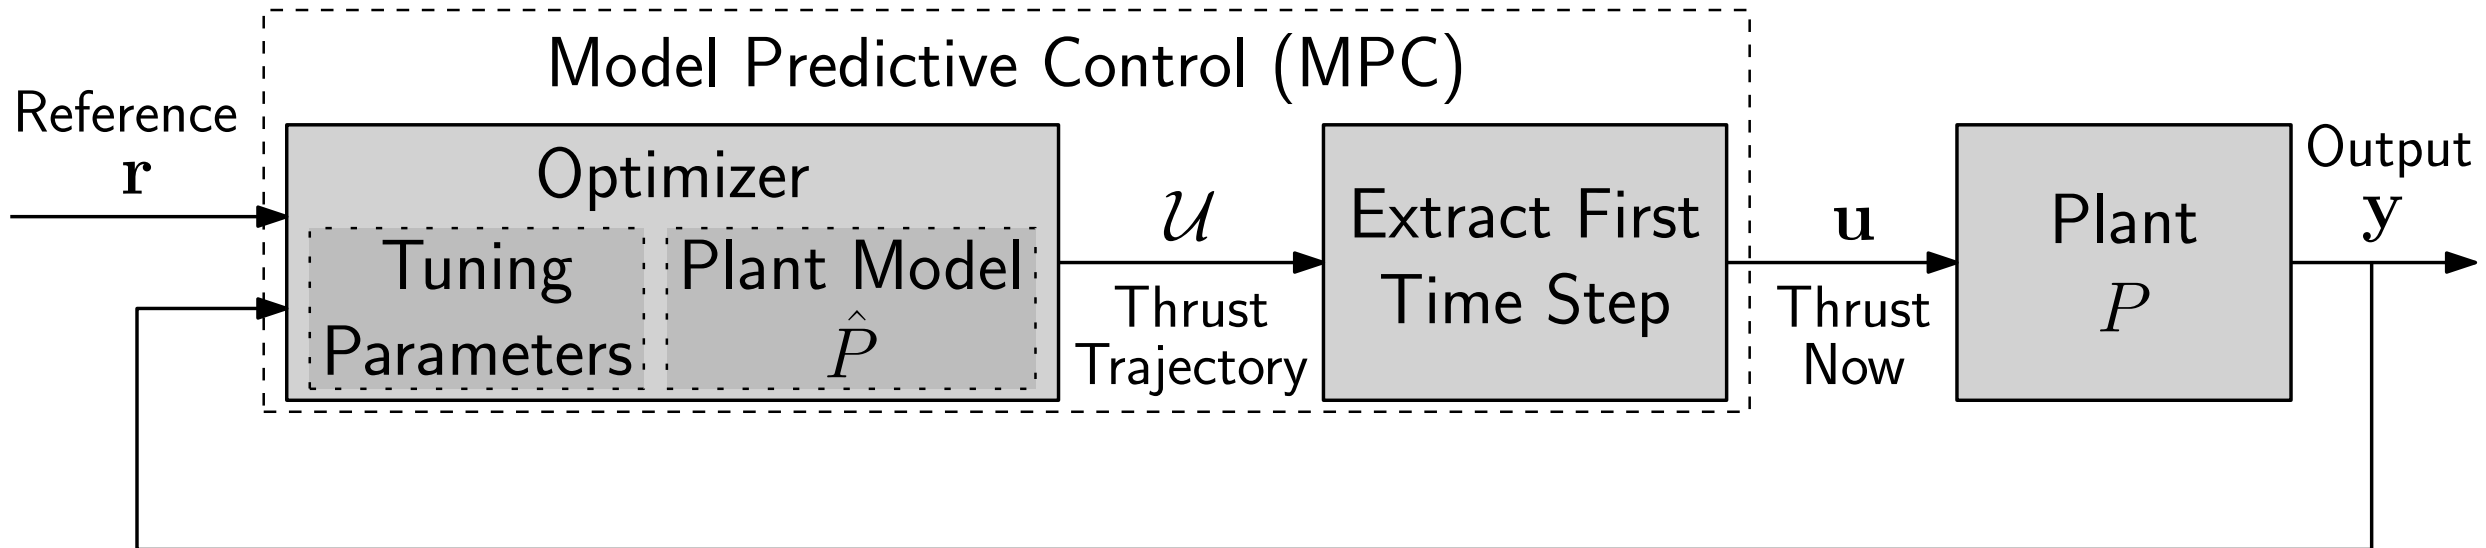 Model Predictive Control (MPC)
Reference
r
Optimizer
Tuning
Parameters
Plant Model
P̂
𝒰
Thrust
Trajectory
Extract First
Time Step
u
Thrust
Now
Plant
P
Output
y